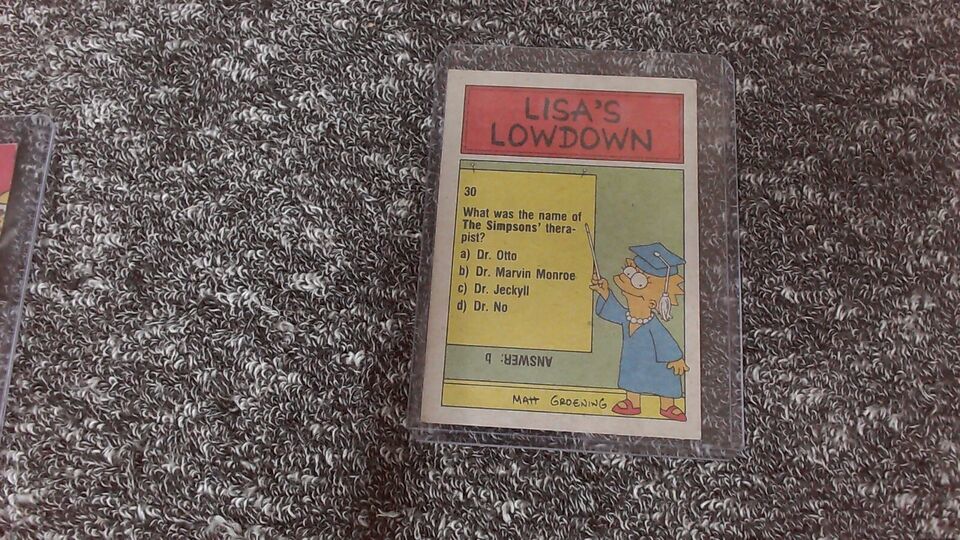 LISA'S
LOWDOWN
30
What was the name of
The Simpsons' thera-
pist?
a) Dr. Otto
b) Dr. Marvin Monroe
c) Dr. Jeckyll
d) Dr. No
ANSWER: b
MATT GROENING